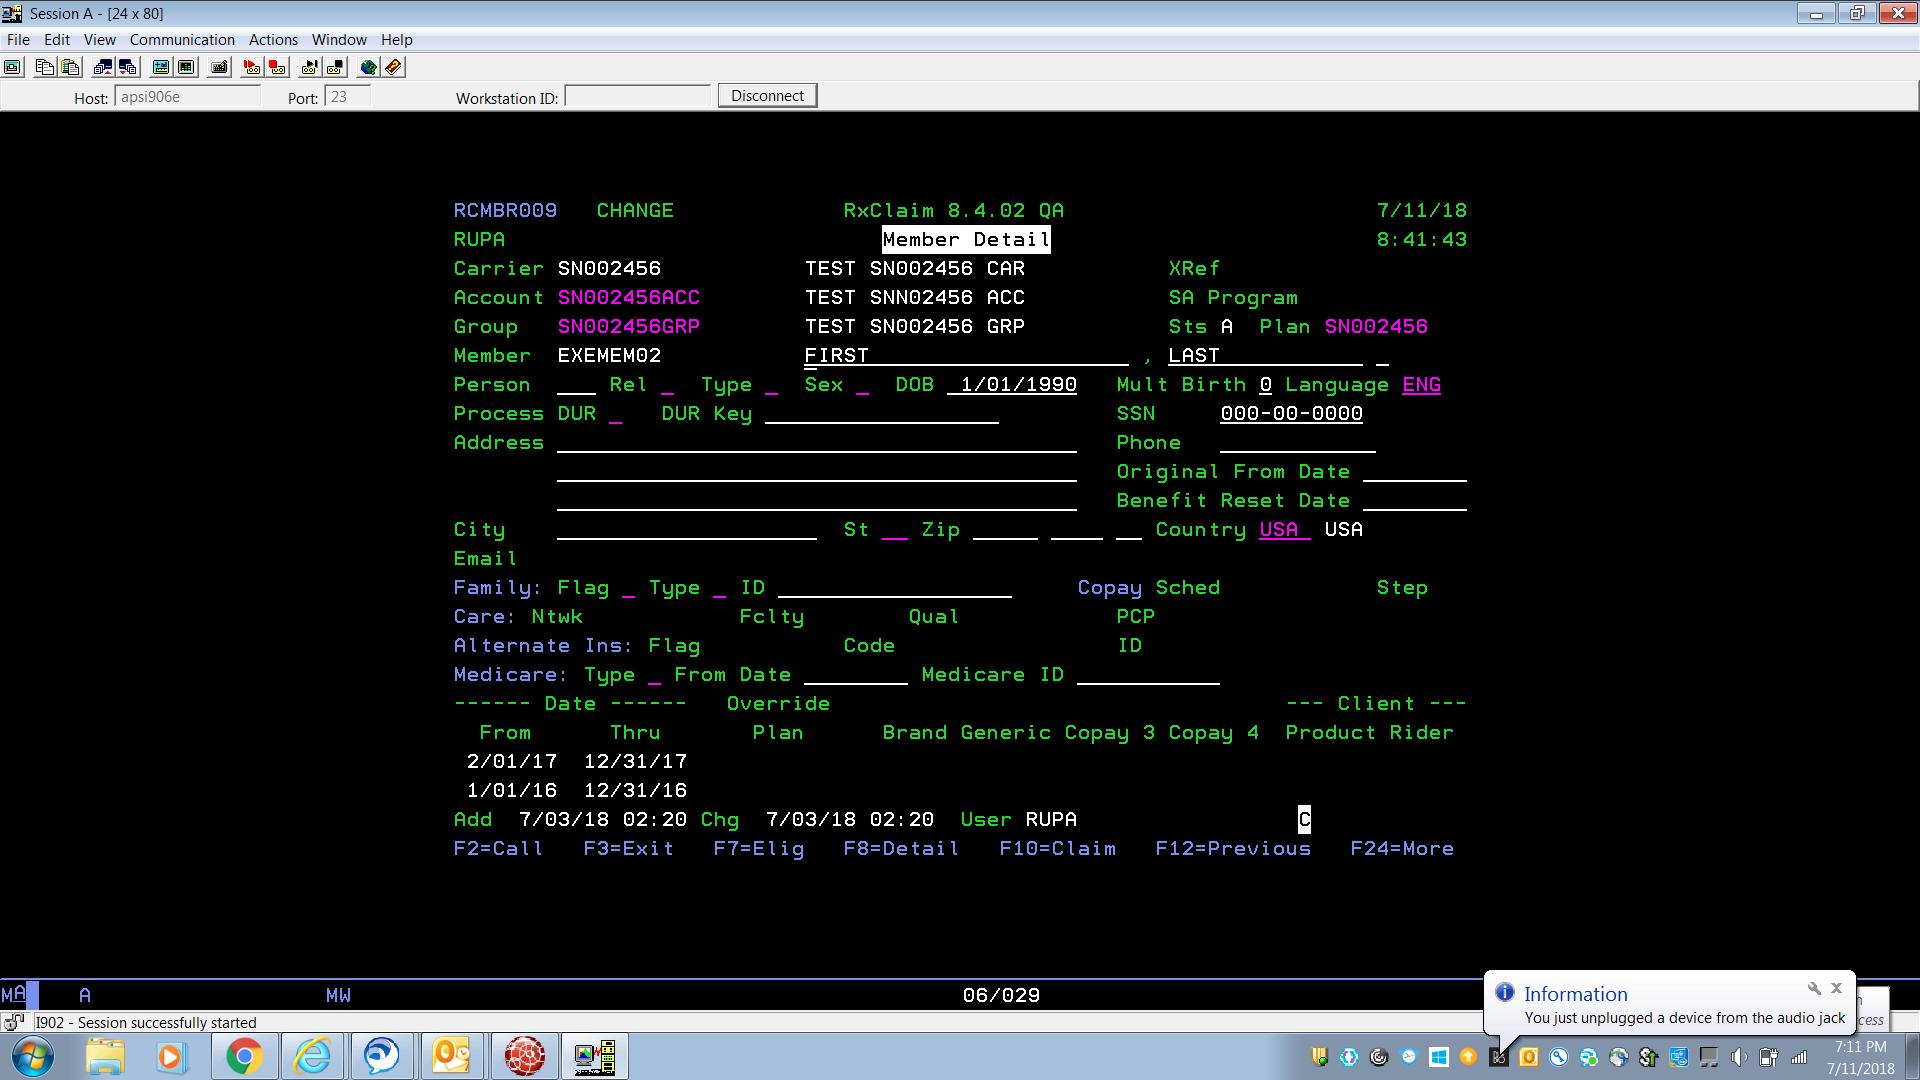 Session A - [24 x 80]
File Edit View Communication Actions Window Help
Host: apsi906e Port: 23 Workstation ID: Disconnect
RCMBR009 CHANGE RxClaim 8.4.02 QA 7/11/18
RUPA Member Detail 8:41:43
Carrier SN002456 TEST SN002456 CAR XRef
Account SN002456ACC TEST SNN02456 ACC SA Program
Group SN002456GRP TEST SN002456 GRP Sts A Plan SN002456
Member EXEMEM02 FIRST , LAST
Person Rel Type Sex DOB 1/01/1990 Mult Birth 0 Language ENG
Process DUR DUR Key SSN 000-00-0000
Address Phone
Original From Date
Benefit Reset Date
City St Zip Country USA USA
Email
Family: Flag Type ID Copay Sched Step
Care: Ntwk Fclty Qual PCP
Alternate Ins: Flag Code ID
Medicare: Type From Date Medicare ID
------ Date ------ Override --- Client ---
From Thru Plan Brand Generic Copay 3 Copay 4 Product Rider
2/01/17 12/31/17
1/01/16 12/31/16
Add 7/03/18 02:20 Chg 7/03/18 02:20 User RUPA C
F2=Call F3=Exit F7=Elig F8=Detail F10=Claim F12=Previous F24=More
MA A MW 06/029
Information
You just unplugged a device from the audio jack
I902 - Session successfully started
7:11 PM
7/11/2018